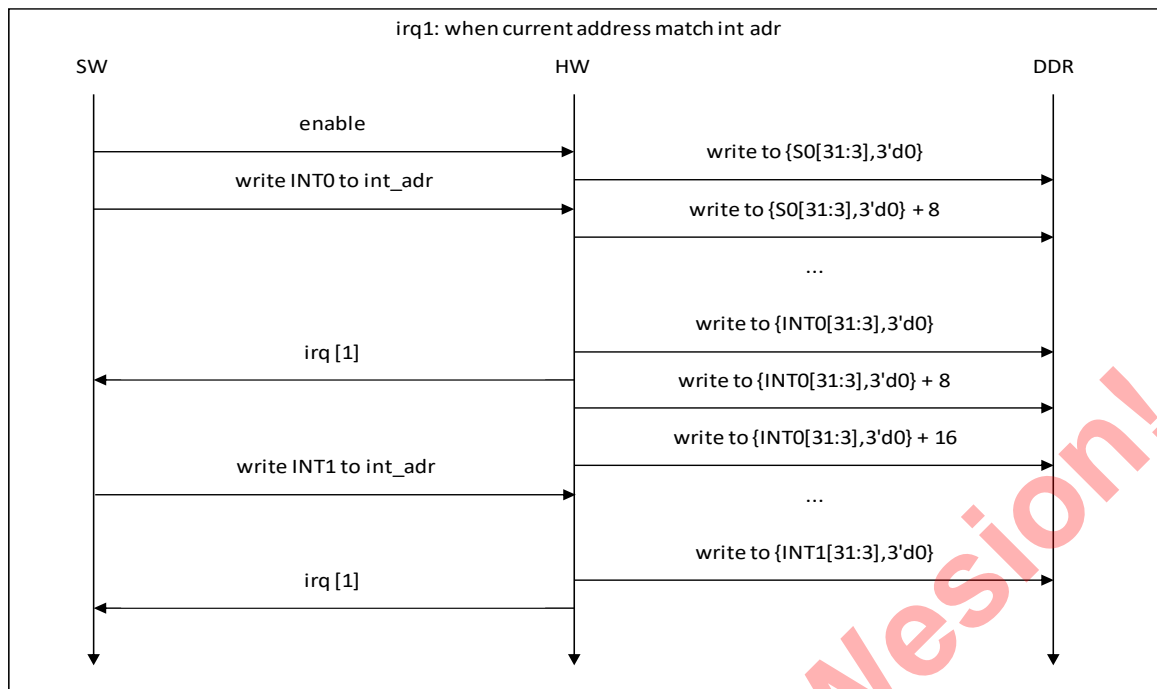 irq1: when current address match int adr
SW HW DDR
enable
write to {S0[31:3],3'd0}
write INT0 to int_adr
write to {S0[31:3],3'd0} + 8
...
write to {INT0[31:3],3'd0}
irq [1]
write to {INT0[31:3],3'd0} + 8
write to {INT0[31:3],3'd0} + 16
write INT1 to int_adr
...
write to {INT1[31:3],3'd0}
irq [1]
Wesion!